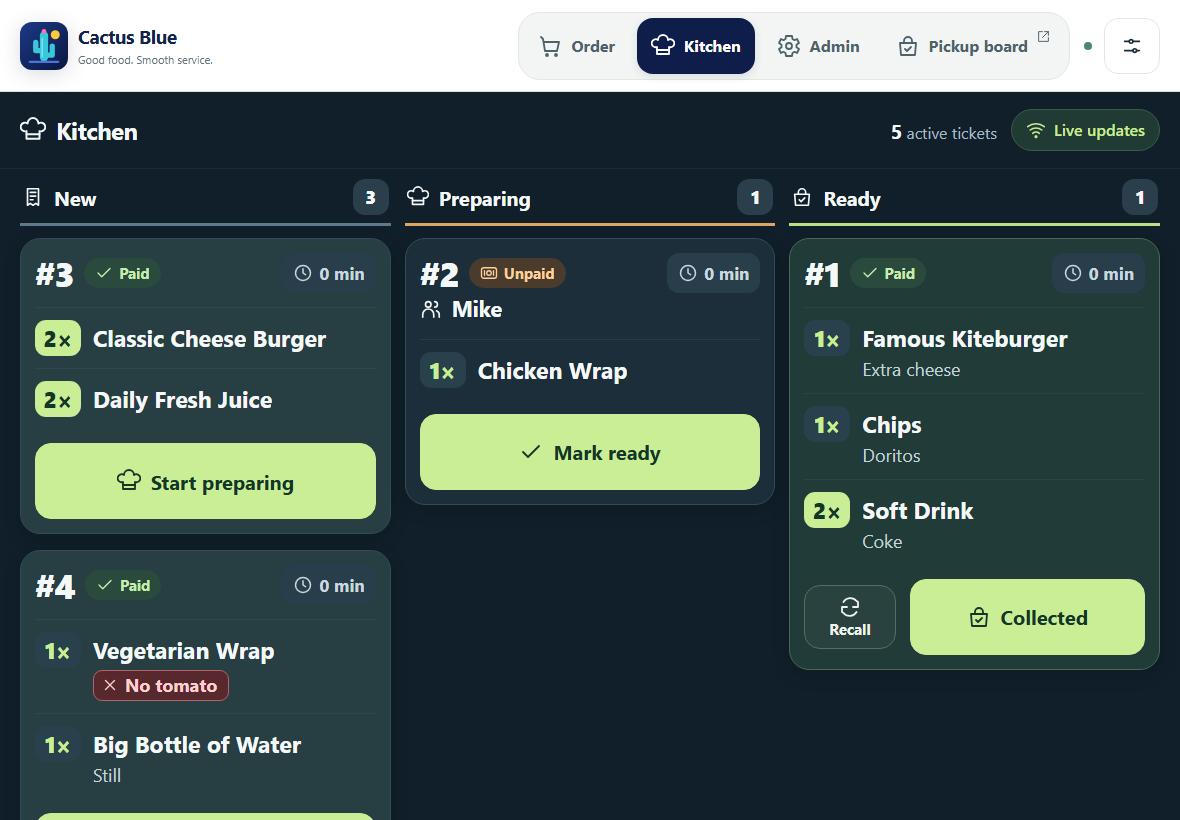 Cactus Blue
Good food. Smooth service.
Order
Kitchen
Admin
Pickup board
Kitchen
5 active tickets
Live updates
New
3
#3
Paid
0 min
2×
Classic Cheese Burger
2×
Daily Fresh Juice
Start preparing
#4
Paid
0 min
1×
Vegetarian Wrap
No tomato
1×
Big Bottle of Water
Still
Preparing
1
#2
Unpaid
0 min
Mike
1×
Chicken Wrap
Mark ready
Ready
1
#1
Paid
0 min
1×
Famous Kiteburger
Extra cheese
1×
Chips
Doritos
2×
Soft Drink
Coke
Recall
Collected